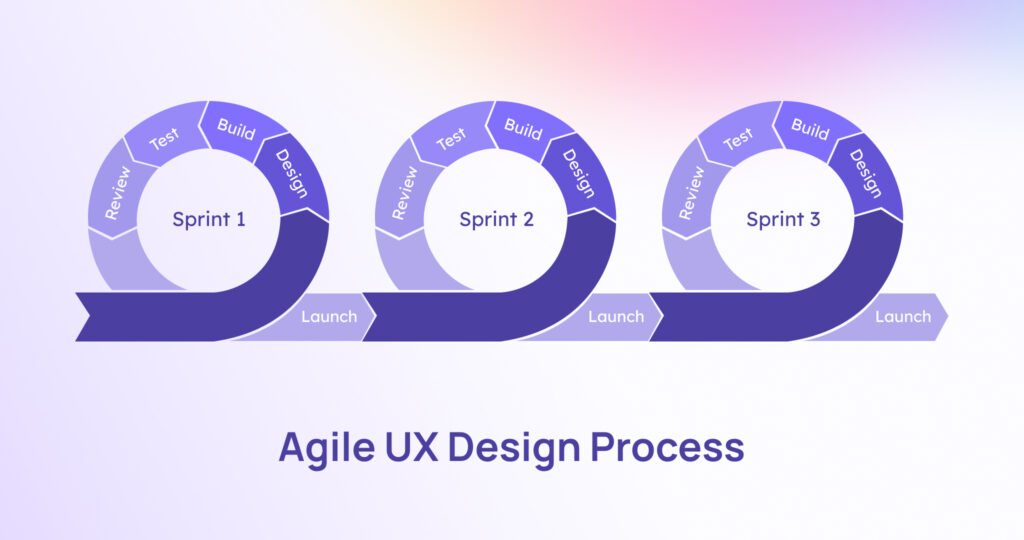 Review
Test
Build
Design
Sprint 1
Launch
Review
Test
Build
Design
Sprint 2
Launch
Review
Test
Build
Design
Sprint 3
Launch
Agile UX Design Process